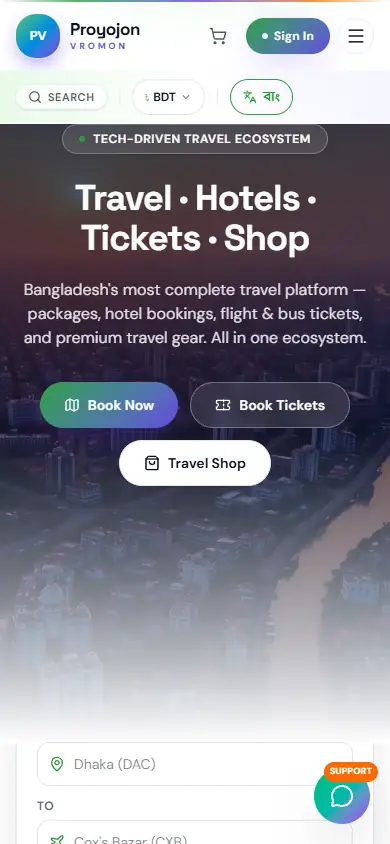 PV
Proyojon
VROMON
Sign In
SEARCH
৳ BDT
বাং
TECH-DRIVEN TRAVEL ECOSYSTEM
Travel • Hotels •
Tickets • Shop
Bangladesh's most complete travel platform —
packages, hotel bookings, flight & bus tickets,
and premium travel gear. All in one ecosystem.
Book Now
Book Tickets
Travel Shop
Dhaka (DAC)
SUPPORT
TO
Cox's Bazar (CXB)